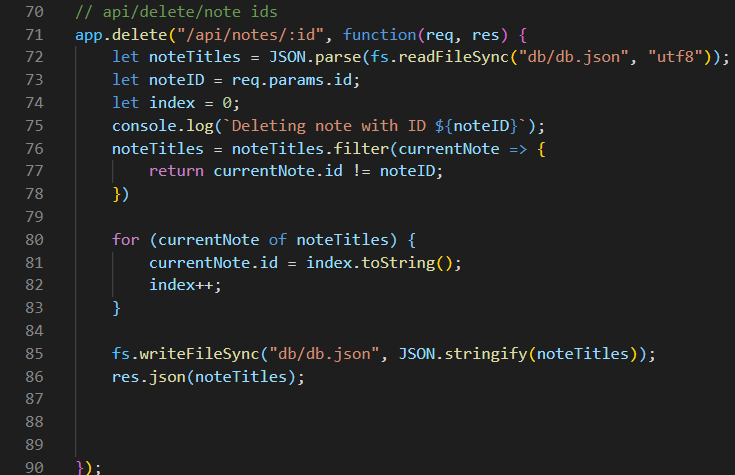 70 // api/delete/note ids
71 app.delete("/api/notes/:id", function(req, res) {
72 let noteTitles = JSON.parse(fs.readFileSync("db/db.json", "utf8"));
73 let noteID = req.params.id;
74 let index = 0;
75 console.log(`Deleting note with ID ${noteID}`);
76 noteTitles = noteTitles.filter(currentNote => {
77 return currentNote.id != noteID;
78 })
79
80 for (currentNote of noteTitles) {
81 currentNote.id = index.toString();
82 index++;
83 }
84
85 fs.writeFileSync("db/db.json", JSON.stringify(noteTitles));
86 res.json(noteTitles);
87
88
89
90 });